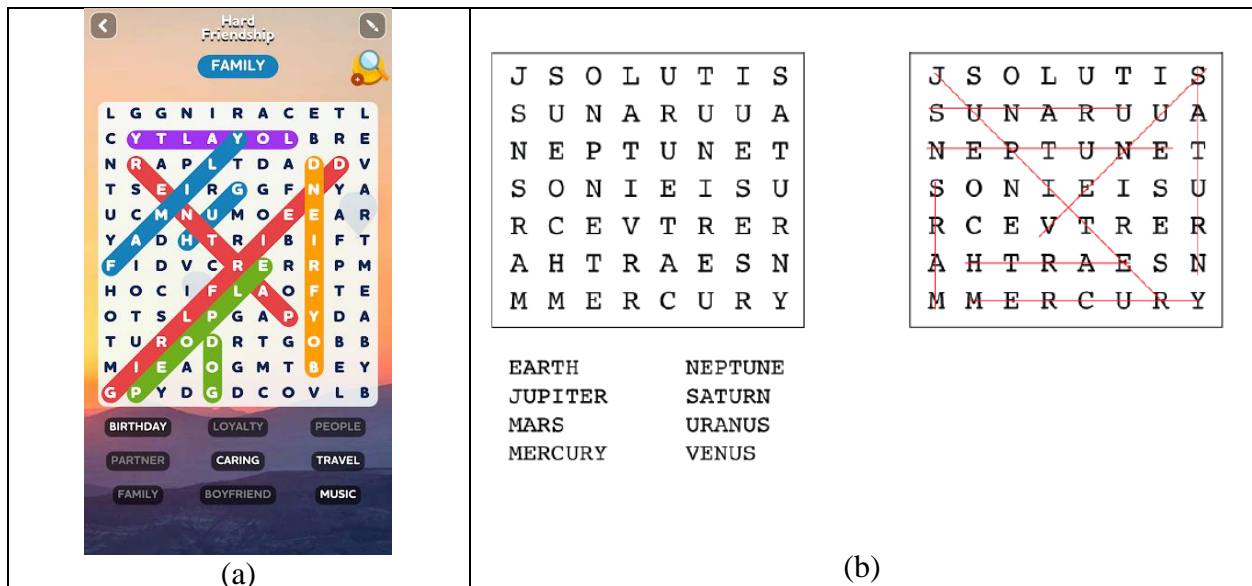 Hard
Friendship
FAMILY
L G G N I R A C E T L
C Y T L A Y O L B R E
N R A P L T D A D D V
T S E I R G G F N Y A
U C M N U M O E E A R
Y A D H T R I B I F T
F I D V C R E R R P M
H O C I F L A O F T E
O T S L P G A P Y D A
T U R O D R T G O B B
M I E A O G M T B E Y
G P Y D G D C O V L B
BIRTHDAY LOYALTY PEOPLE
PARTNER CARING TRAVEL
FAMILY BOYFRIEND MUSIC
(a)
J S O L U T I S
S U N A R U U A
N E P T U N E T
S O N I E I S U
R C E V T R E R
A H T R A E S N
M M E R C U R Y
EARTH NEPTUNE
JUPITER SATURN
MARS URANUS
MERCURY VENUS
J S O L U T I S
S U N A R U U A
N E P T U N E T
S O N I E I S U
R C E V T R E R
A H T R A E S N
M M E R C U R Y
(b)